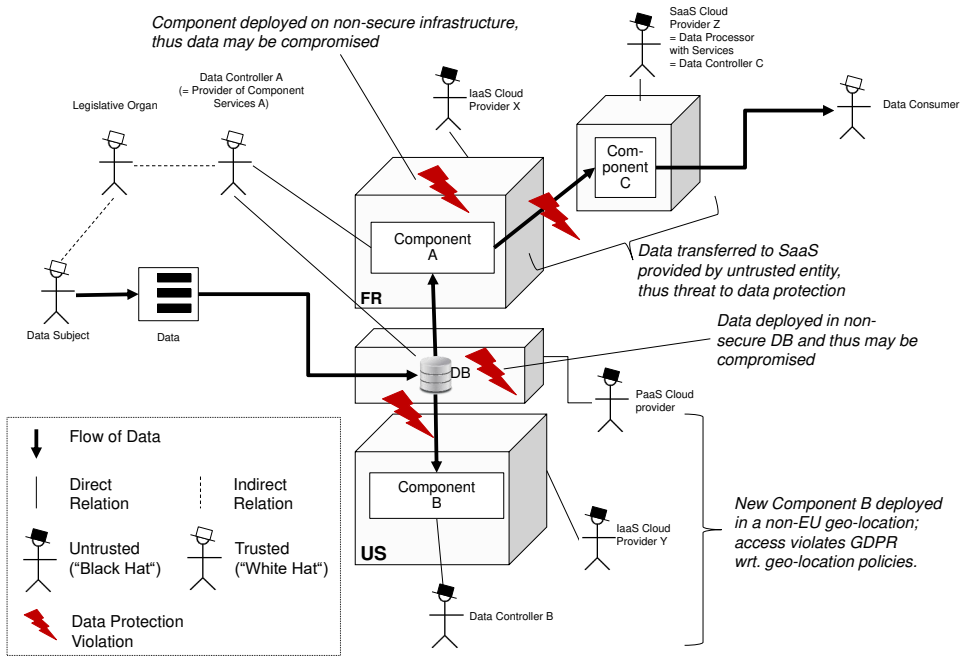 Component deployed on non-secure infrastructure,
thus data may be compromised
SaaS Cloud
Provider Z
= Data Processor
with Services
= Data Controller C
Data Controller A
(= Provider of Component
Services A)
Legislative Organ
IaaS Cloud
Provider X
Data Consumer
Com-
ponent
C
Component
A
FR
Data transferred to SaaS
provided by untrusted entity,
thus threat to data protection
Data Subject
Data
Data deployed in non-
secure DB and thus may be
compromised
DB
PaaS Cloud
provider
Component
B
US
IaaS Cloud
Provider Y
New Component B deployed
in a non-EU geo-location;
access violates GDPR
wrt. geo-location policies.
Data Controller B
Flow of Data
Direct
Relation
Indirect
Relation
Untrusted
("Black Hat“)
Trusted
("White Hat“)
Data Protection
Violation